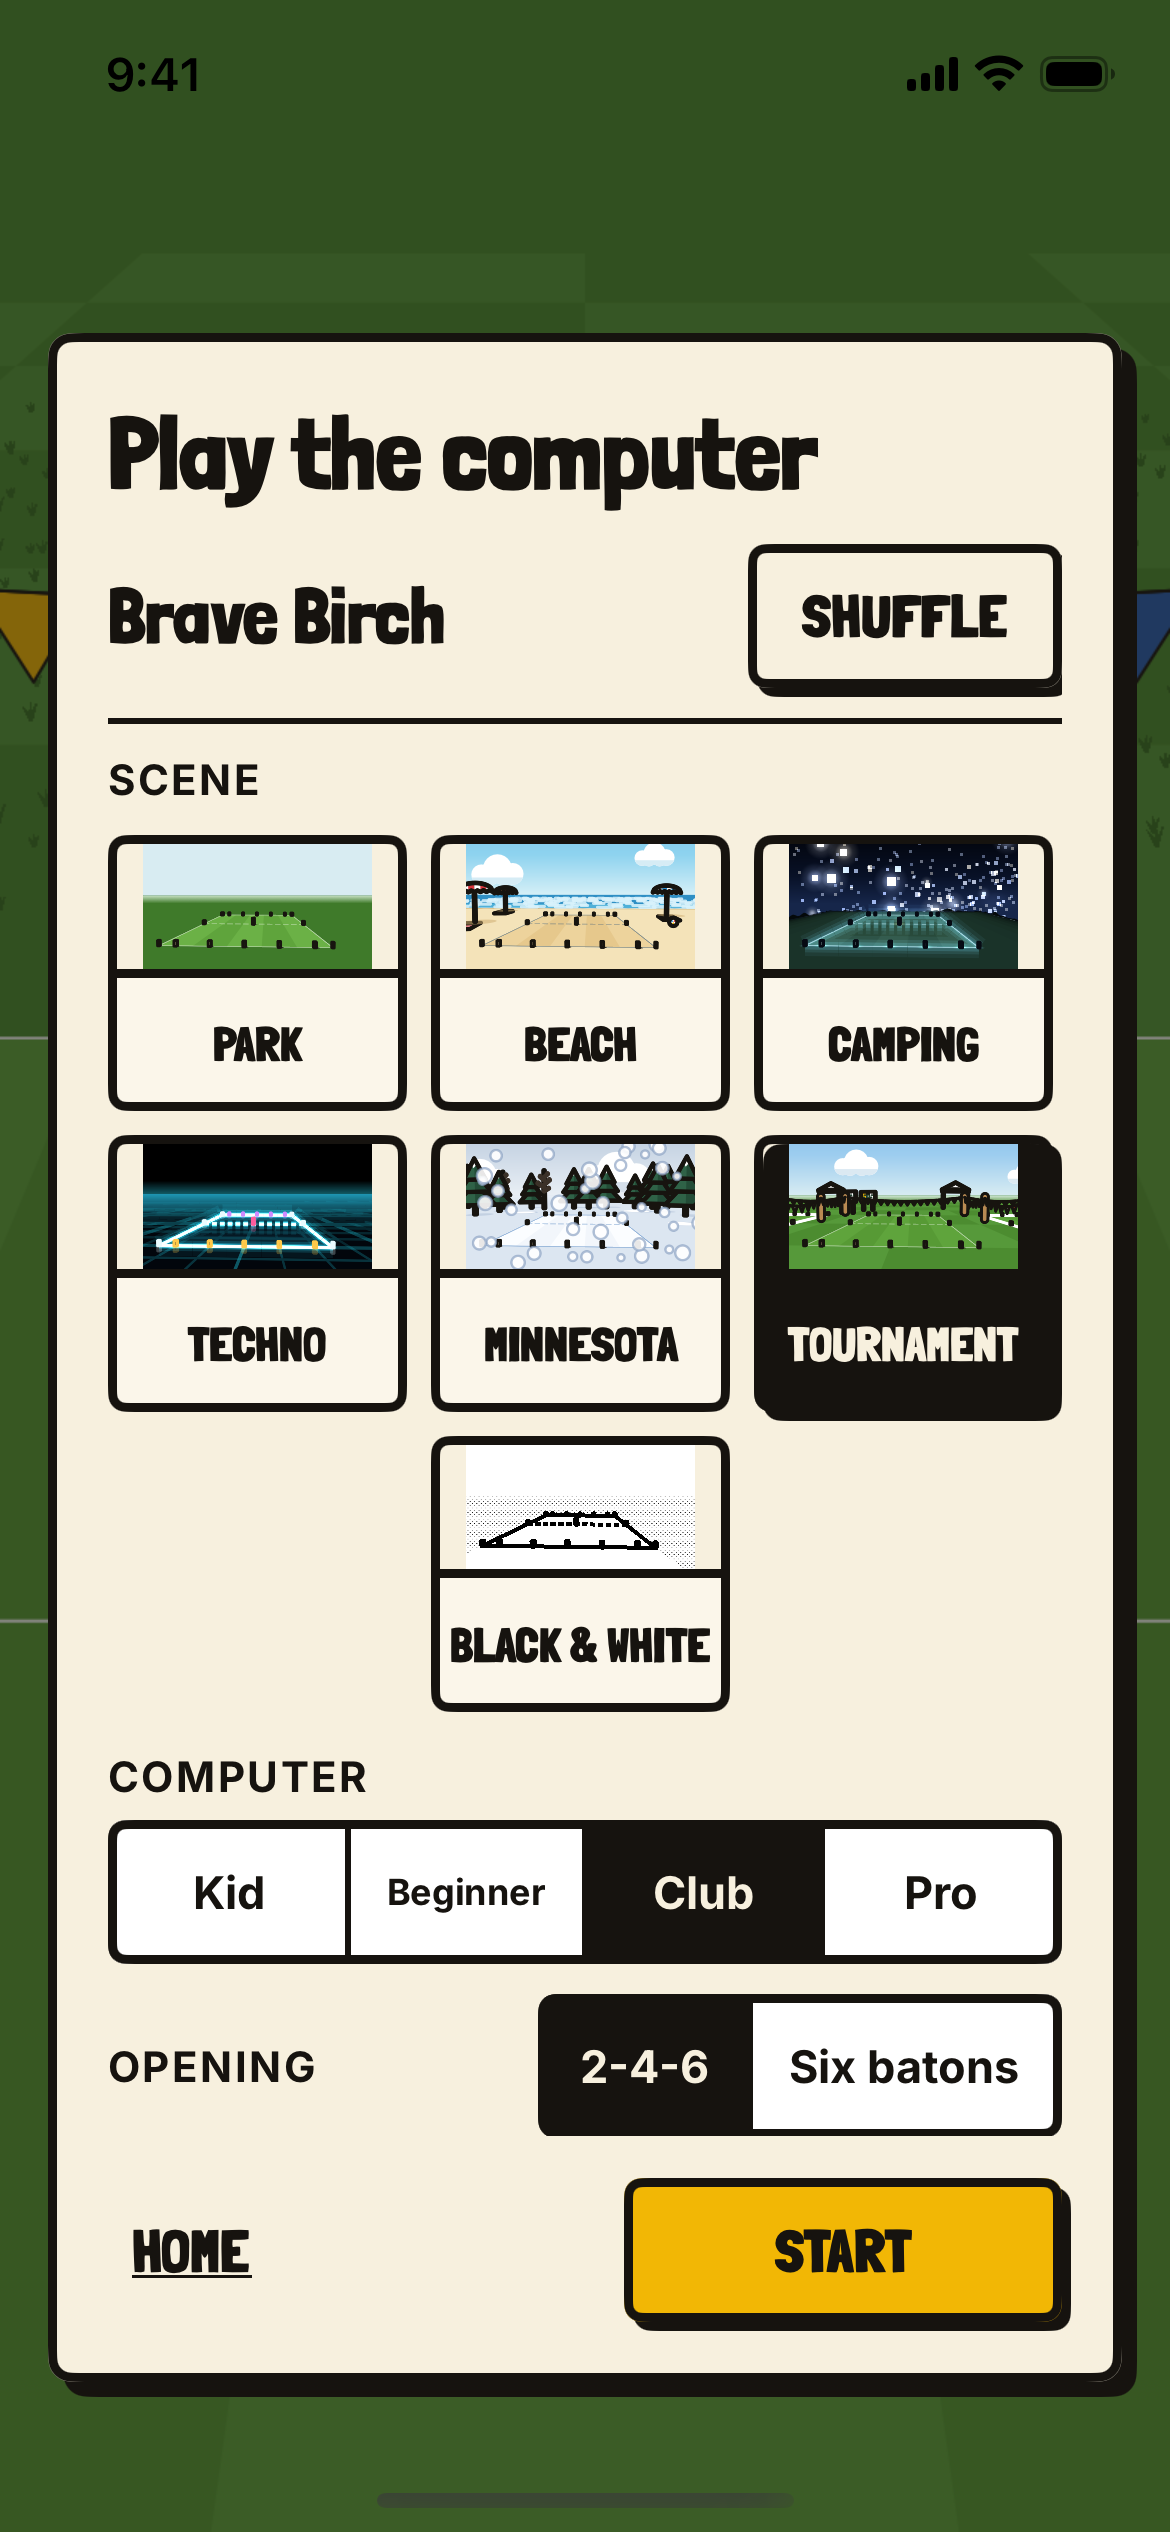 9:41
Play the computer
Brave Birch
SHUFFLE
SCENE
PARK
BEACH
CAMPING
TECHNO
MINNESOTA
TOURNAMENT
BLACK & WHITE
COMPUTER
Kid
Beginner
Club
Pro
OPENING
2-4-6
Six batons
HOME
START